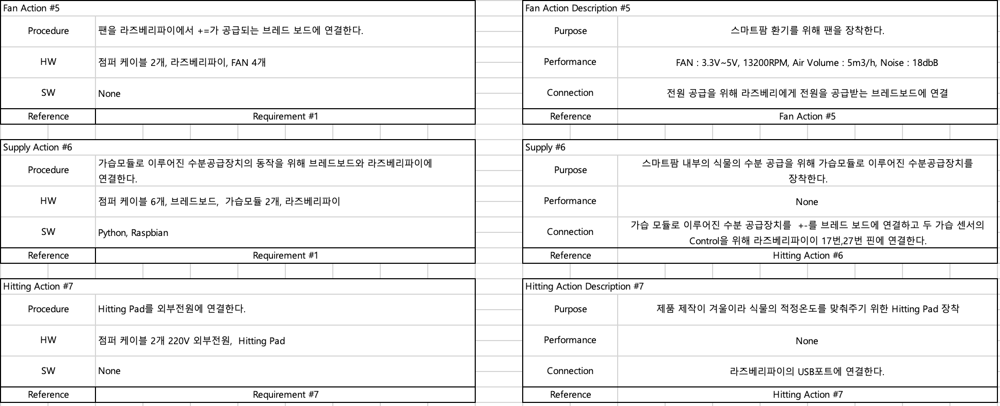 Fan Action #5
Procedure
팬을 라즈베리파이에서 +=가 공급되는 브레드 보드에 연결한다.
HW
점퍼 케이블 2개, 라즈베리파이, FAN 4개
SW
None
Reference
Requirement #1
Fan Action Description #5
Purpose
스마트팜 환기를 위해 팬을 장착한다.
Performance
FAN : 3.3V~5V, 13200RPM, Air Volume : 5m3/h, Noise : 18dbB
Connection
전원 공급을 위해 라즈베리에게 전원을 공급받는 브레드보드에 연결
Reference
Fan Action #5
Supply Action #6
Procedure
가습모듈로 이루어진 수분공급장치의 동작을 위해 브레드보드와 라즈베리파이에
연결한다.
HW
점퍼 케이블 6개, 브레드보드,  가습모듈 2개, 라즈베리파이
SW
Python, Raspbian
Reference
Requirement #1
Supply #6
Purpose
스마트팜 내부의 식물의 수분 공급을 위해 가습모듈로 이루어진 수분공급장치를
장착한다.
Performance
None
Connection
가습 모듈로 이루어진 수분 공급장치를  +-를 브레드 보드에 연결하고 두 가습 센서의
Control을 위해 라즈베리파이이 17번,27번 핀에 연결한다.
Reference
Hitting Action #6
Hitting Action #7
Procedure
Hitting Pad를 외부전원에 연결한다.
HW
점퍼 케이블 2개 220V 외부전원,  Hitting Pad
SW
None
Reference
Requirement #7
Hitting Action Description #7
Purpose
제품 제작이 겨울이라 식물의 적정온도를 맞춰주기 위한 Hitting Pad 장착
Performance
None
Connection
라즈베리파이의 USB포트에 연결한다.
Reference
Hitting Action #7